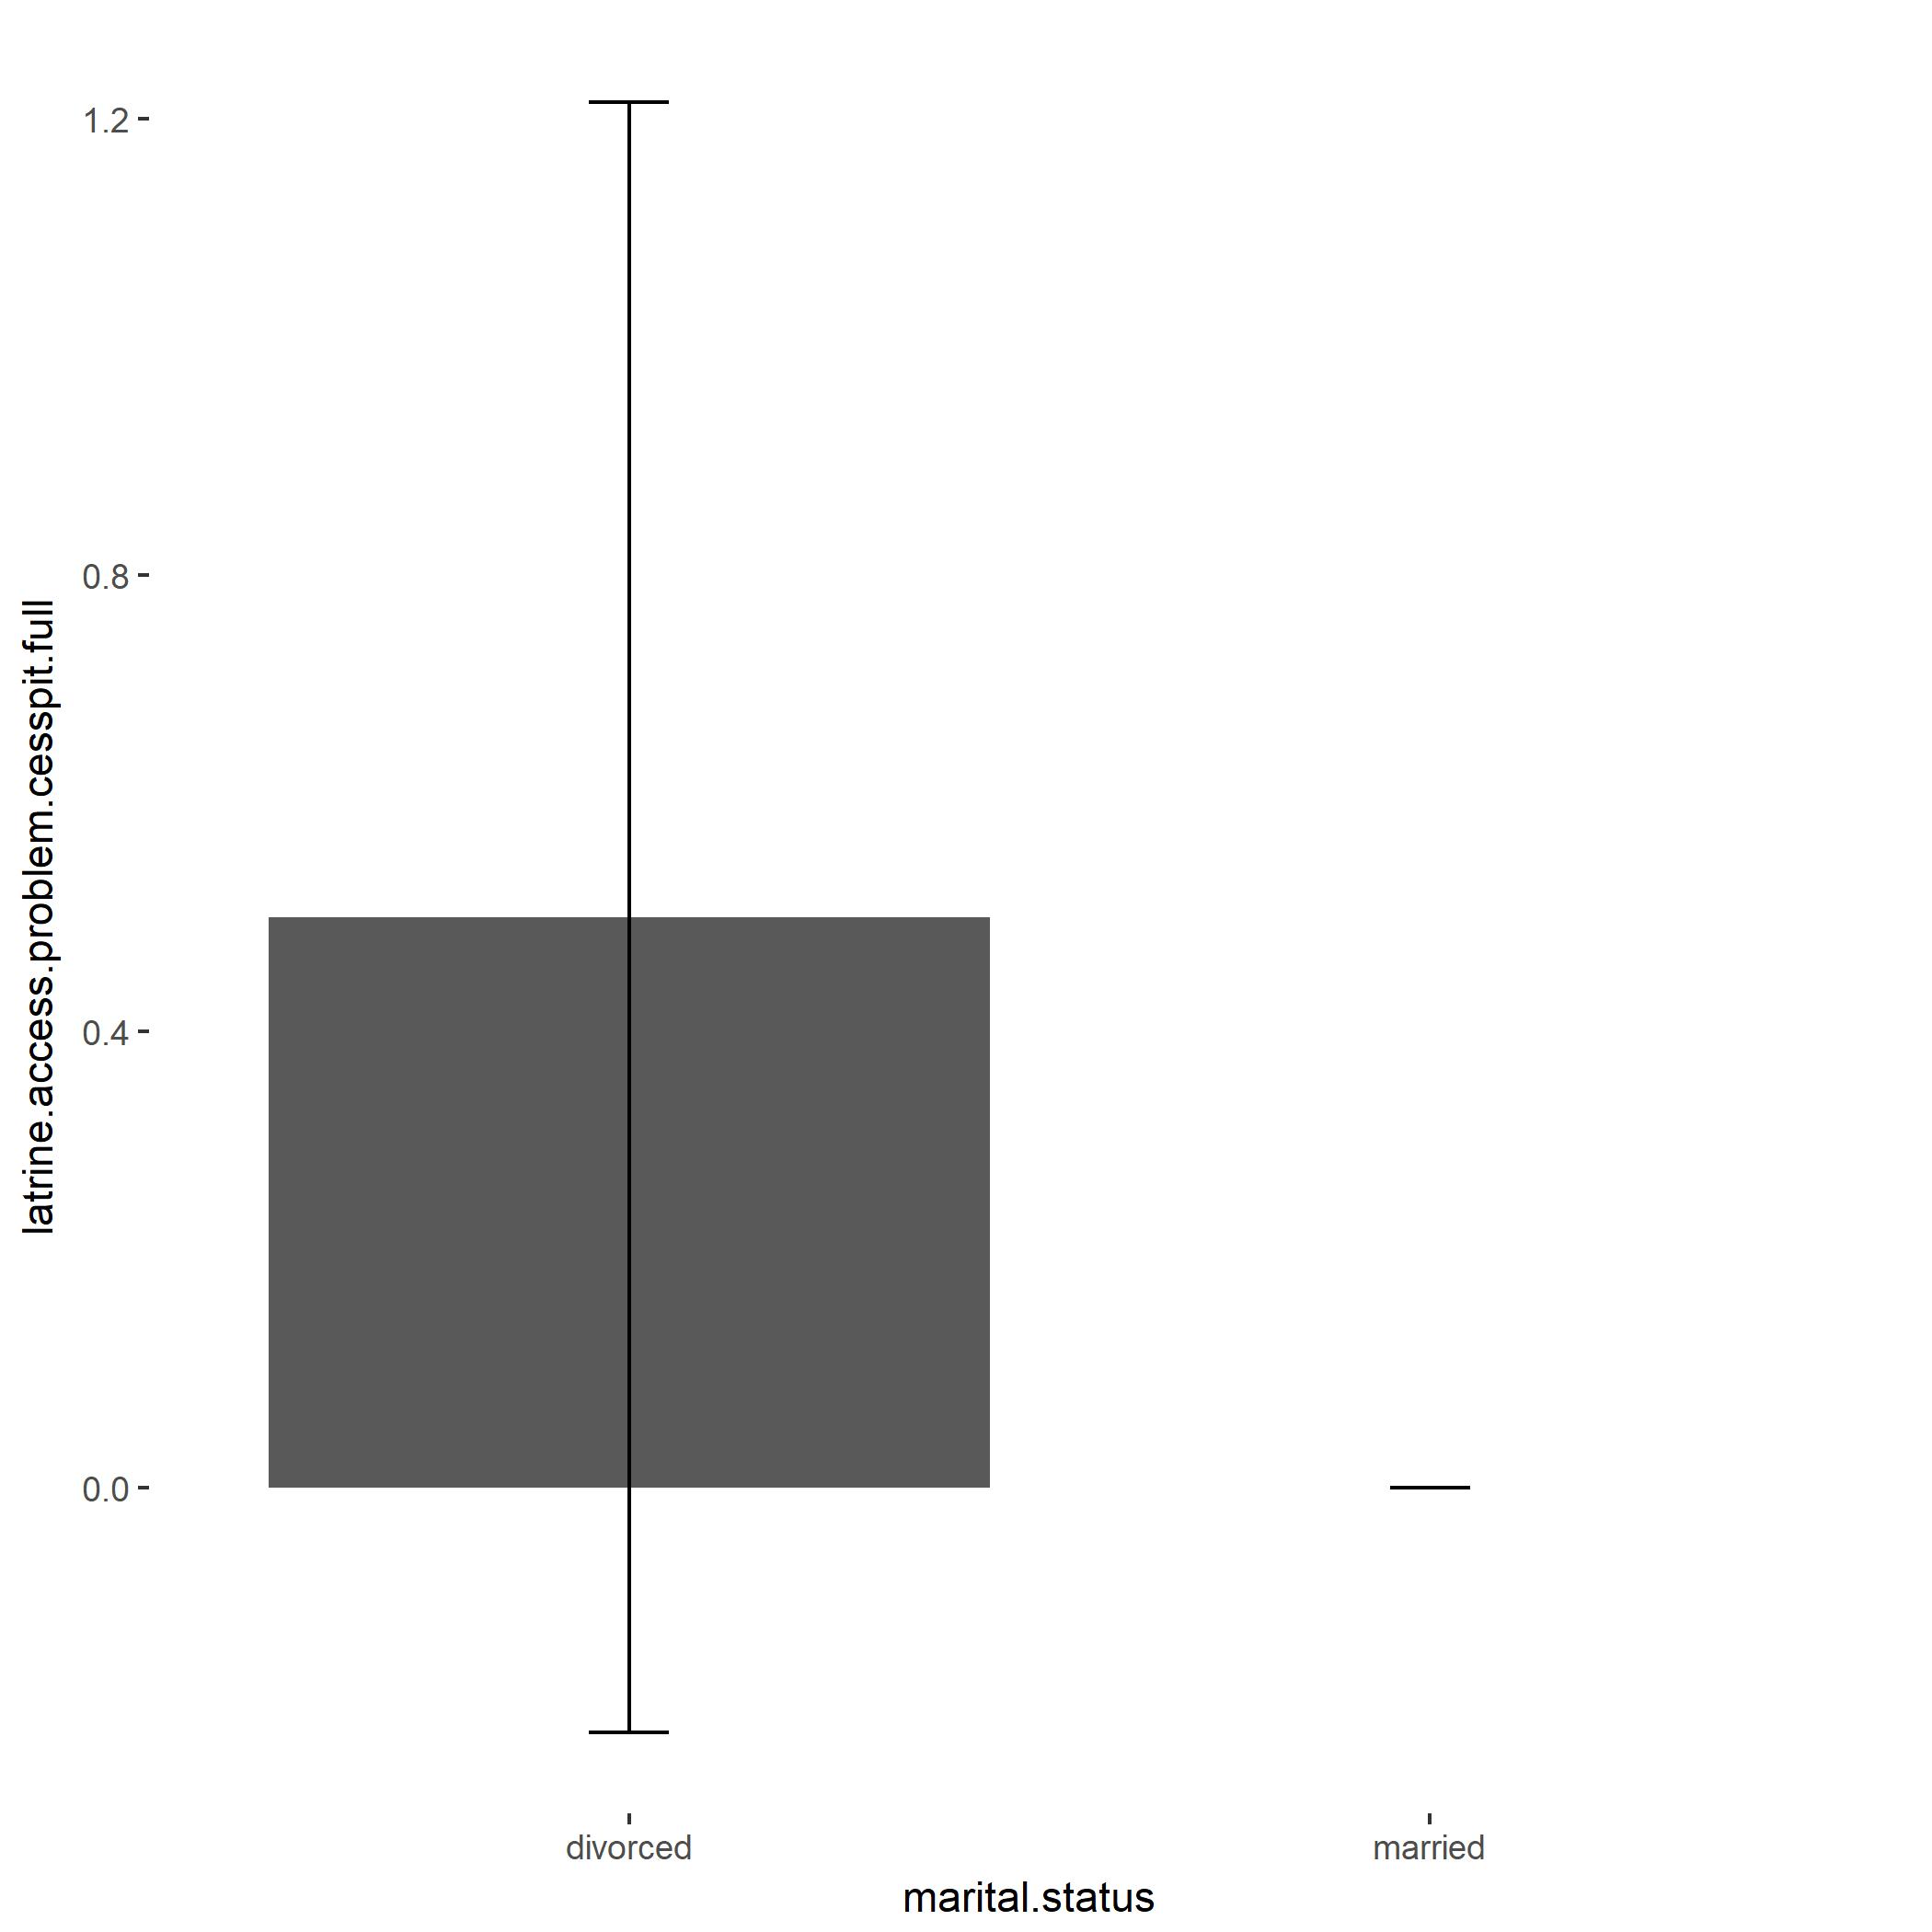 1.2
0.8
0.4
0.0
latrine.access.problem.cesspit.full
divorced
married
marital.status